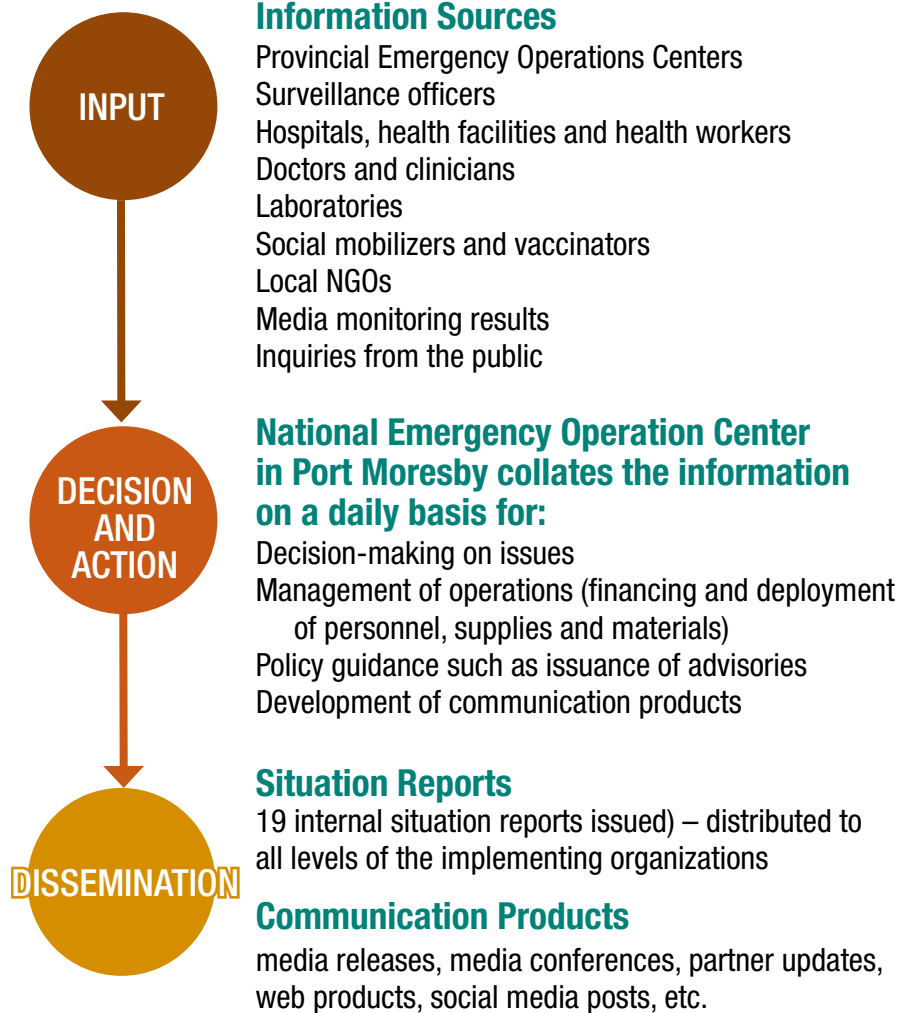 INPUT
Information Sources
Provincial Emergency Operations Centers
Surveillance officers
Hospitals, health facilities and health workers
Doctors and clinicians
Laboratories
Social mobilizers and vaccinators
Local NGOs
Media monitoring results
Inquiries from the public
DECISION
AND
ACTION
National Emergency Operation Center
in Port Moresby collates the information
on a daily basis for:
Decision-making on issues
Management of operations (financing and deployment
of personnel, supplies and materials)
Policy guidance such as issuance of advisories
Development of communication products
DISSEMINATION
Situation Reports
19 internal situation reports issued) – distributed to
all levels of the implementing organizations
Communication Products
media releases, media conferences, partner updates,
web products, social media posts, etc.